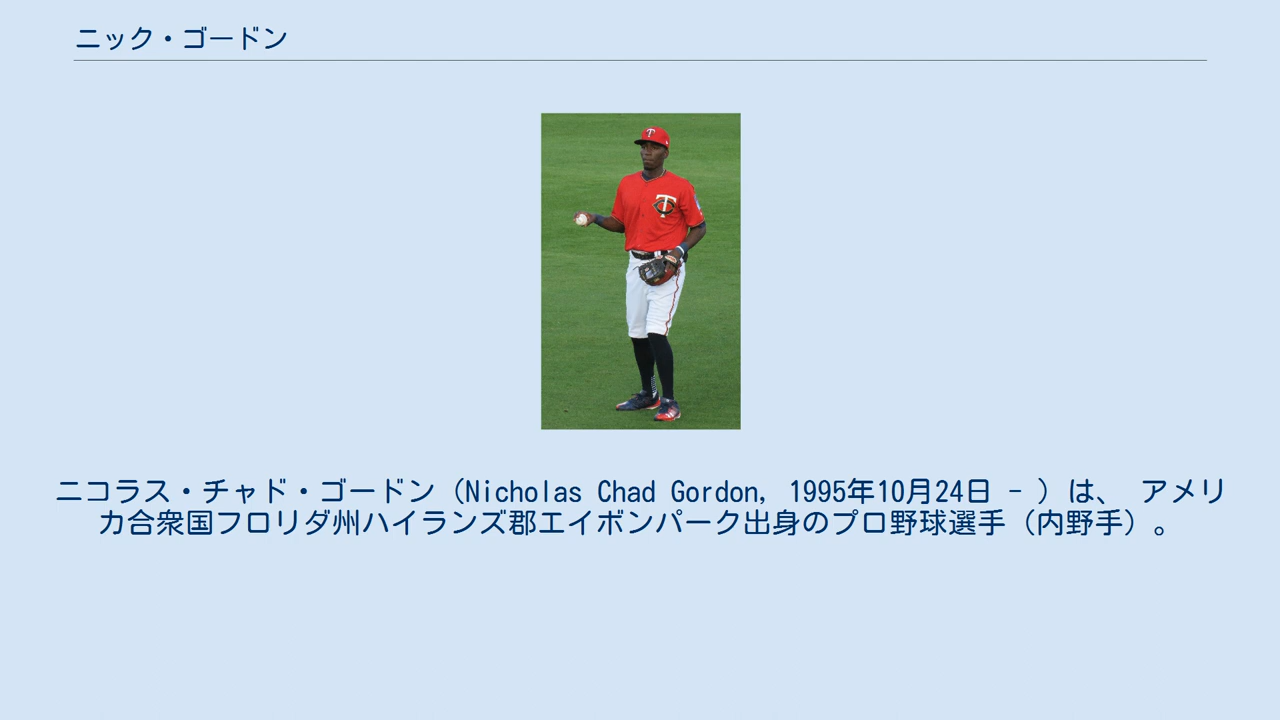 ニック・ゴードン
ニコラス・チャド・ゴードン（Nicholas Chad Gordon, 1995年10月24日 - ）は、 アメリ
カ合衆国フロリダ州ハイランズ郡エイボンパーク出身のプロ野球選手（内野手）。